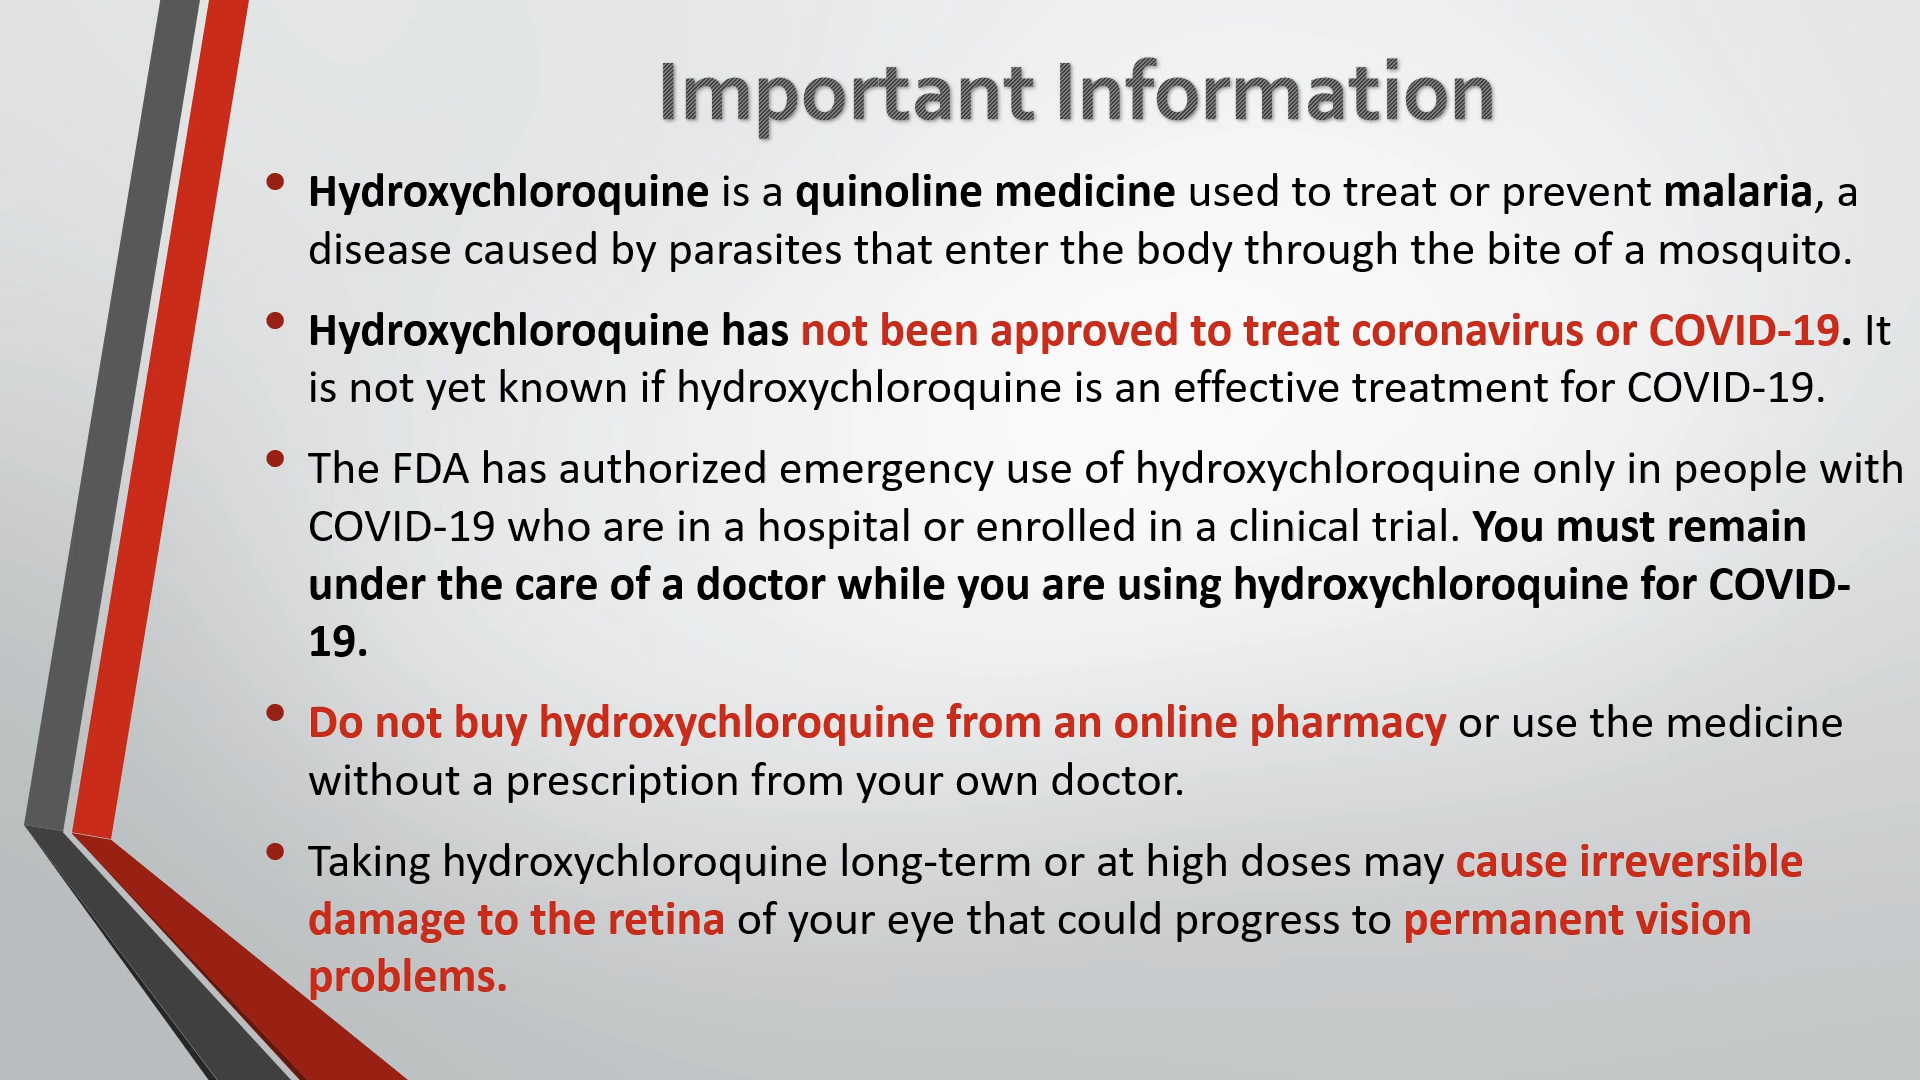 Important Information
• Hydroxychloroquine is a quinoline medicine used to treat or prevent malaria, a
disease caused by parasites that enter the body through the bite of a mosquito.
• Hydroxychloroquine has not been approved to treat coronavirus or COVID-19. It
is not yet known if hydroxychloroquine is an effective treatment for COVID-19.
• The FDA has authorized emergency use of hydroxychloroquine only in people with
COVID-19 who are in a hospital or enrolled in a clinical trial. You must remain
under the care of a doctor while you are using hydroxychloroquine for COVID-
19.
• Do not buy hydroxychloroquine from an online pharmacy or use the medicine
without a prescription from your own doctor.
• Taking hydroxychloroquine long-term or at high doses may cause irreversible
damage to the retina of your eye that could progress to permanent vision
problems.